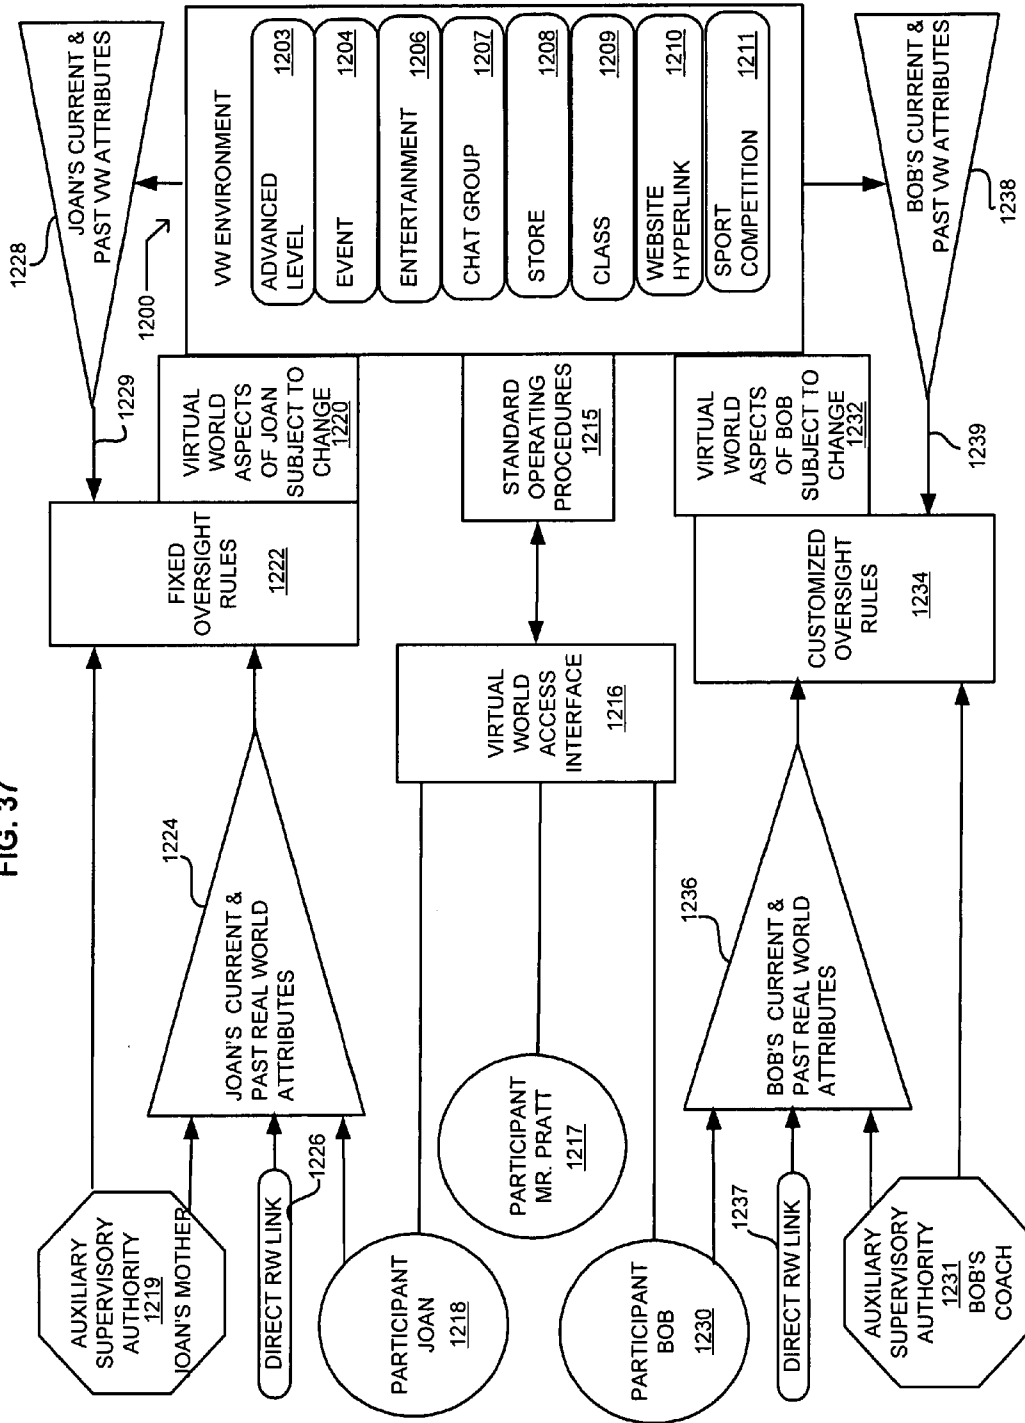 FIG. 37
AUXILIARY
SUPERVISORY
AUTHORITY
1219
JOAN'S MOTHER
DIRECT RW LINK
1226
PARTICIPANT
JOAN
1218
JOAN'S CURRENT &
PAST REAL WORLD
ATTRIBUTES
1224
FIXED
OVERSIGHT
RULES
1222
VIRTUAL
WORLD
ASPECTS
OF JOAN
SUBJECT TO
CHANGE
1220
1229
1228
JOAN'S CURRENT &
PAST VW ATTRIBUTES
1200
VW ENVIRONMENT
ADVANCED
LEVEL
1203
EVENT
1204
ENTERTAINMENT
1206
CHAT GROUP
1207
STORE
1208
CLASS
1209
WEBSITE
HYPERLINK
1210
SPORT
COMPETITION
1211
PARTICIPANT
MR. PRATT
1217
VIRTUAL
WORLD
ACCESS
INTERFACE
1216
STANDARD
OPERATING
PROCEDURES
1215
PARTICIPANT
BOB
1230
1237
DIRECT RW LINK
AUXILIARY
SUPERVISORY
AUTHORITY
1231
BOB'S
COACH
BOB'S CURRENT &
PAST REAL WORLD
ATTRIBUTES
1236
CUSTOMIZED
OVERSIGHT
RULES
1234
VIRTUAL
WORLD
ASPECTS
OF BOB
SUBJECT TO
CHANGE
1232
1239
BOB'S CURRENT &
PAST VW ATTRIBUTES
1238